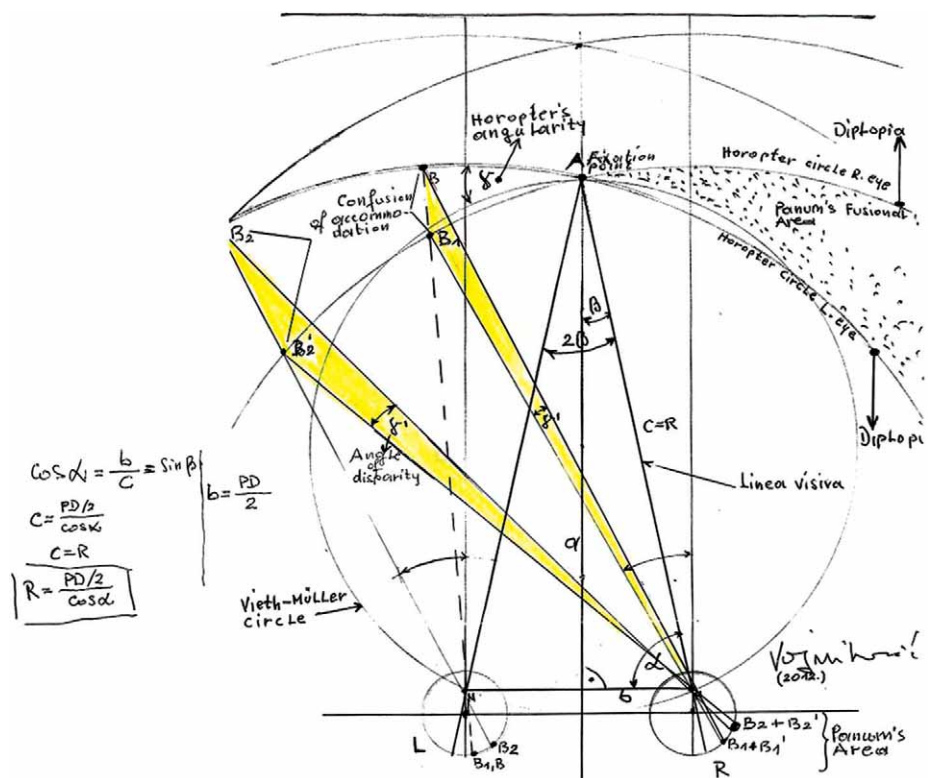 Horopter's
angularity
γ
Diplopia
A Fixation
point
Horopter circle R. eye
Panum's Fusional
Area
Horopter Circle L. eye
B
Confusion
of accommo-
dation
B1
B2
B2'
β
2β
γ'
γ'
Angle
of
disparity
C=R
Linea visiva
Diplopi
cos α = b/c = sin β
b = PD/2
C = PD/2 / cos α
C=R
R = PD/2 / cos α
a
Vieth-Müller
Circle
α
b
(2012.)
L
B2
B1,B
R
B2+B2'
B1+B1'
Panum's
Area